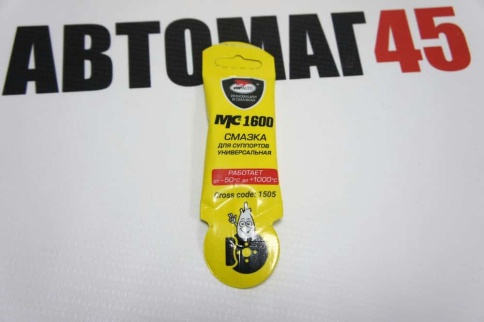 АВТОМАГ45
МС 1600
СМАЗКА
ДЛЯ СУППОРТОВ
УНИВЕРСАЛЬНАЯ
РАБОТАЕТ
от -50°С до +1000°С
Cross code: 1505